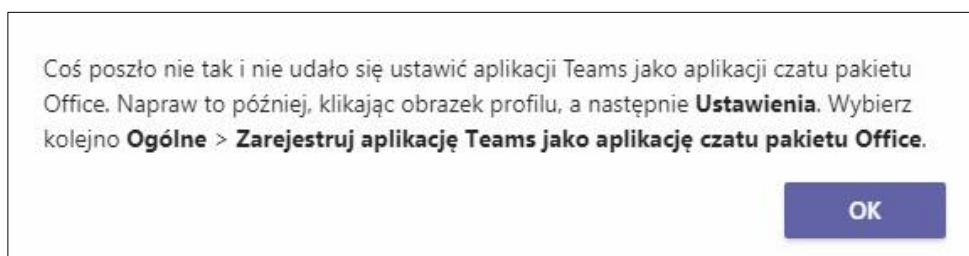 Coś poszło nie tak i nie udało się ustawić aplikacji Teams jako aplikacji czatu pakietu
Office. Napraw to później, klikając obrazek profilu, a następnie Ustawienia. Wybierz
kolejno Ogólne > Zarejestruj aplikację Teams jako aplikację czatu pakietu Office.
OK